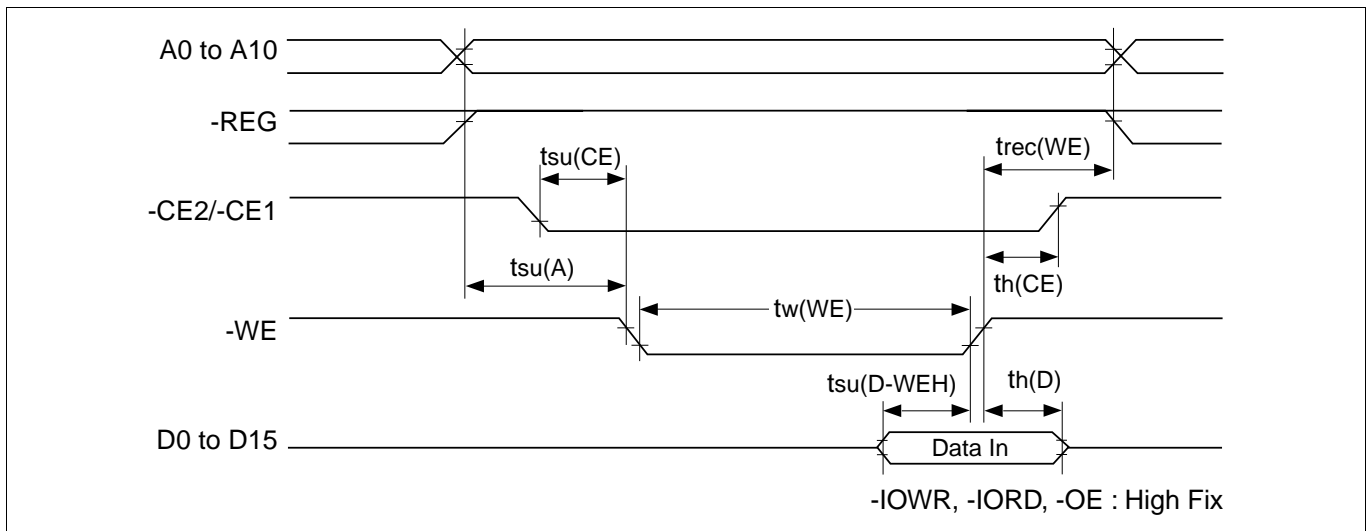 A0 to A10
-REG
tsu(CE)
trec(WE)
-CE2/-CE1
tsu(A)
th(CE)
tw(WE)
-WE
tsu(D-WEH)
th(D)
D0 to D15
Data In
-IOWR, -IORD, -OE : High Fix